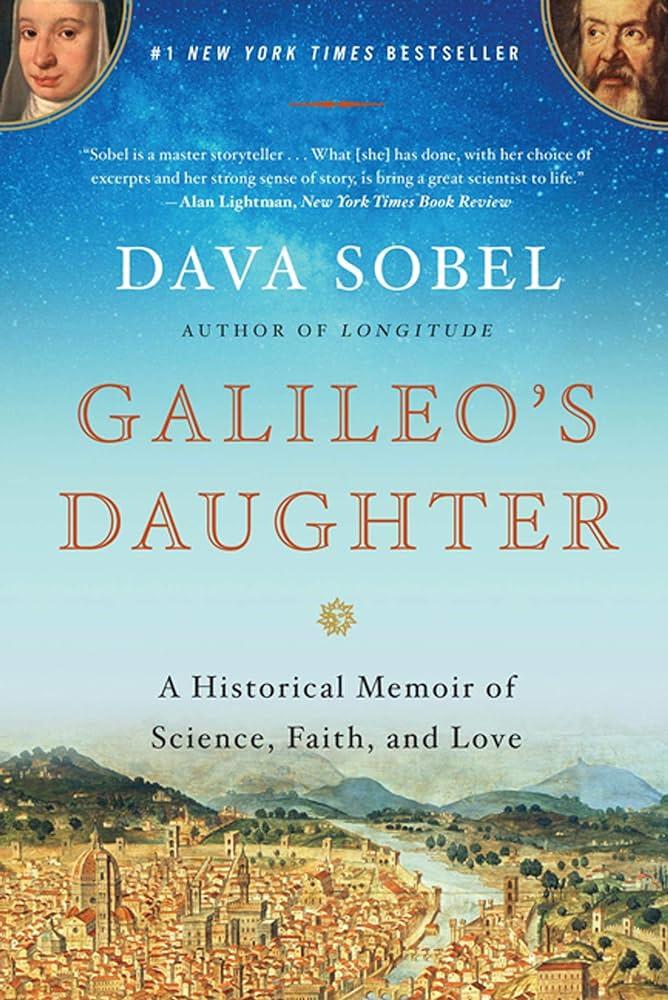 #1 NEW YORK TIMES BESTSELLER
“Sobel is a master storyteller . . . What [she] has done, with her choice of
excerpts and her strong sense of story, is bring a great scientist to life.”
—Alan Lightman, New York Times Book Review
DAVA SOBEL
AUTHOR OF LONGITUDE
GALILEO’S
DAUGHTER
A Historical Memoir of
Science, Faith, and Love